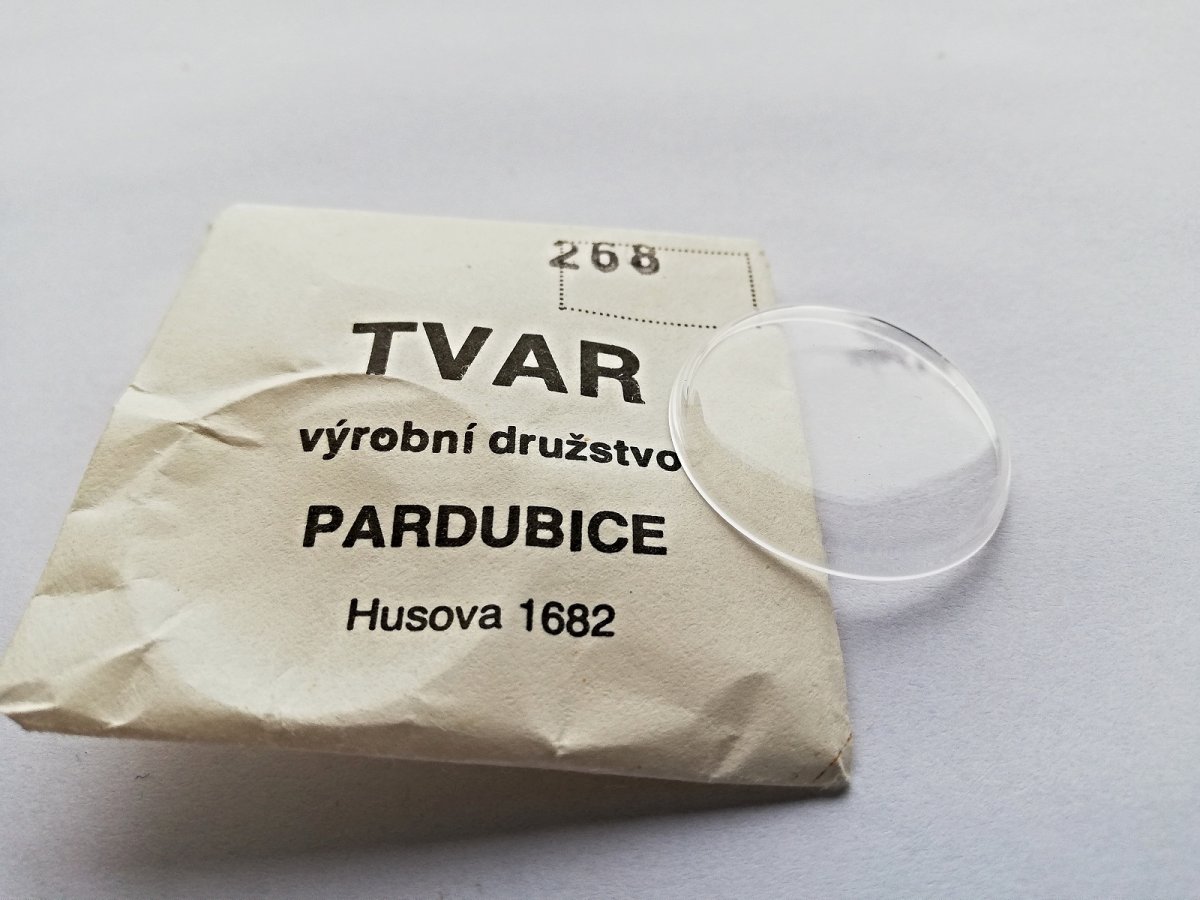 268
TVAR
výrobní družstvo
PARDUBICE
Husova 1682